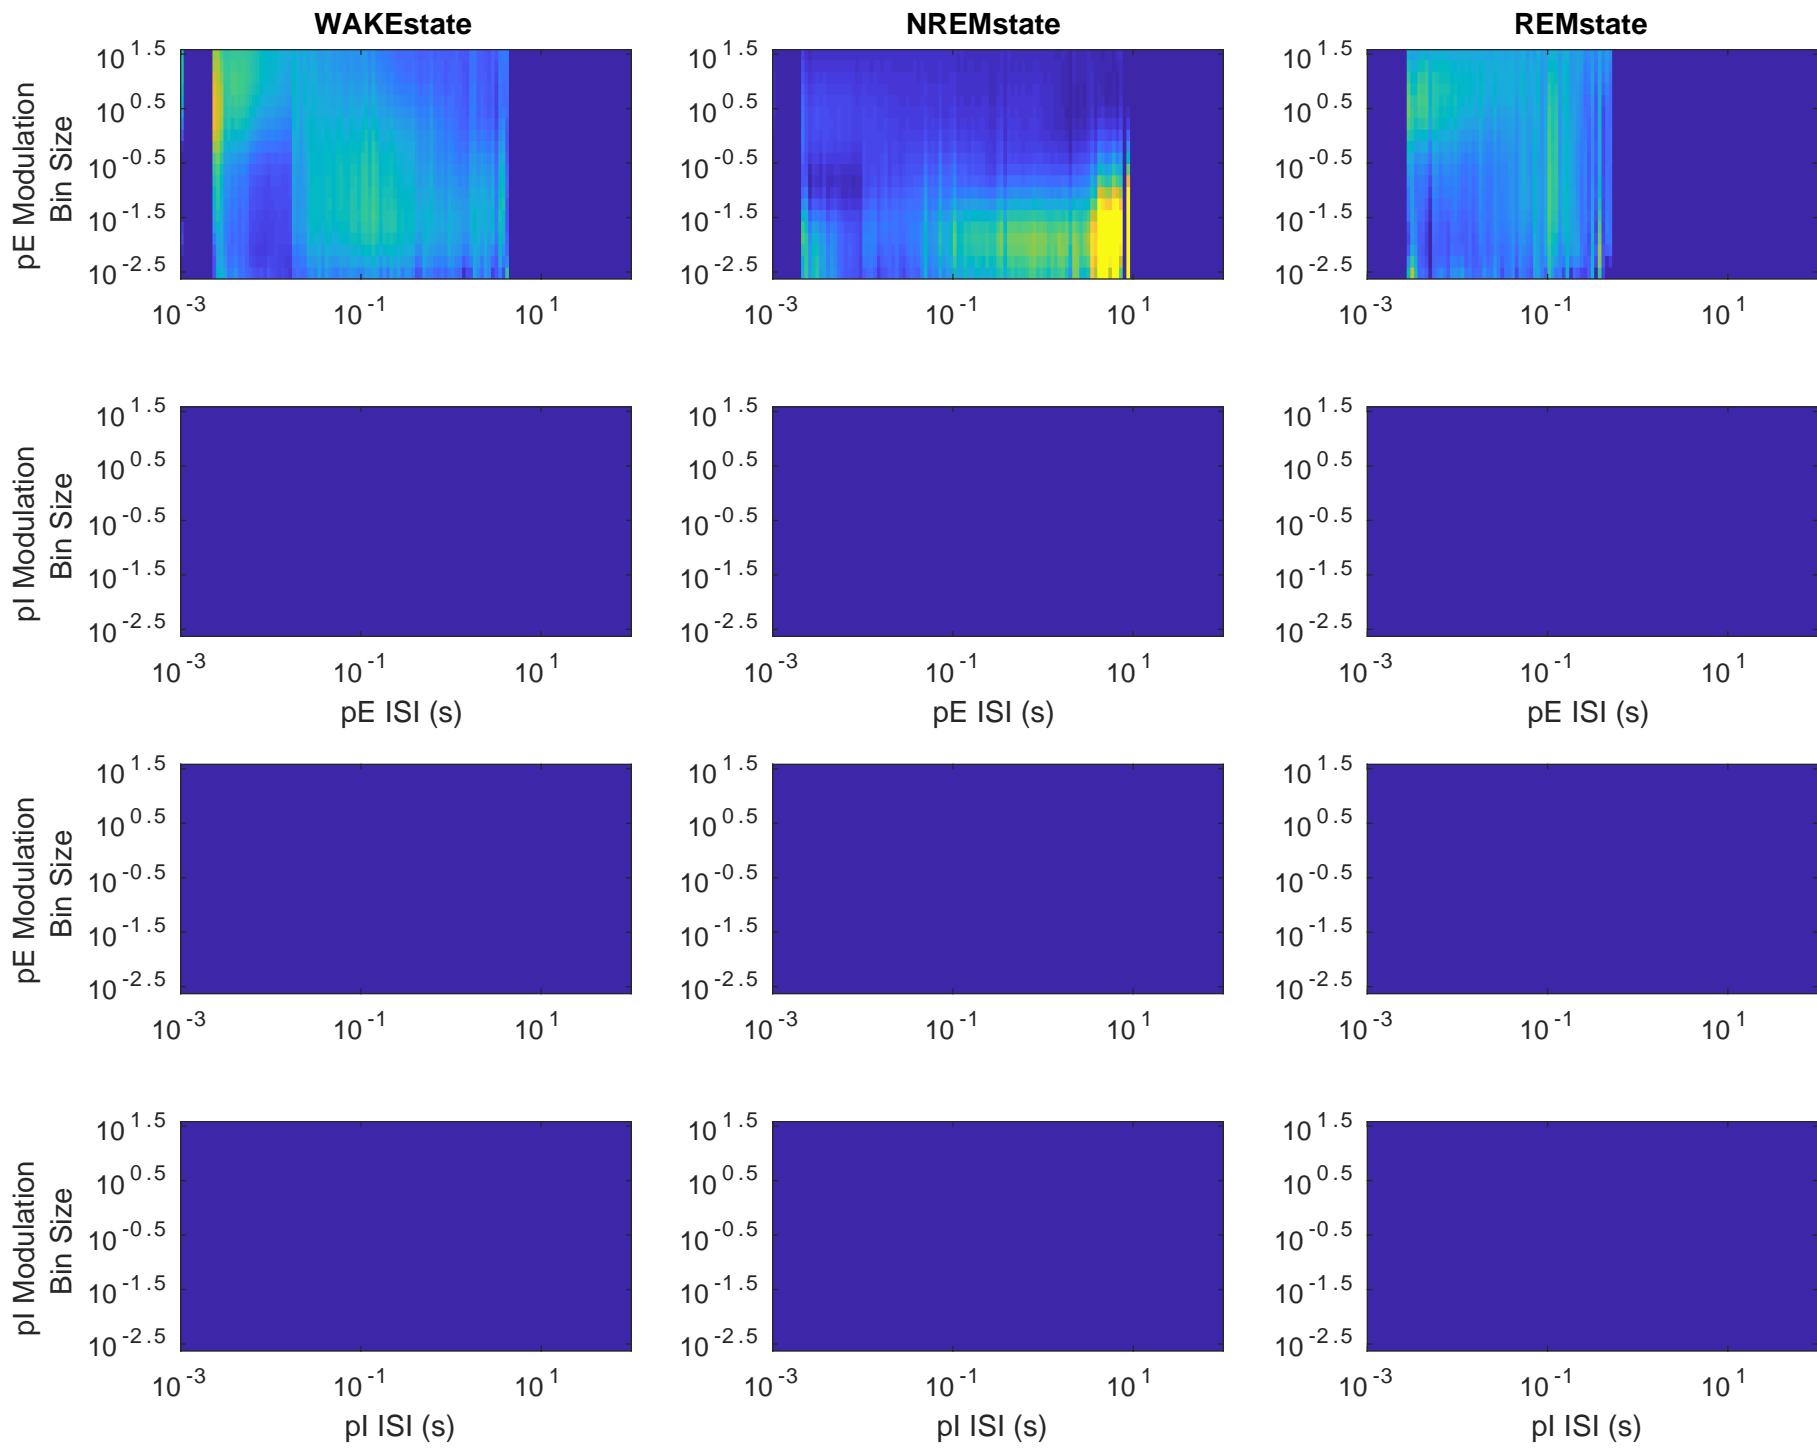 WAKEstate NREMstate REMstate
pE Modulation
Bin Size
10^1.5 10^1.5 10^1.5
10^0.5 10^0.5 10^0.5
10^-0.5 10^-0.5 10^-0.5
10^-1.5 10^-1.5 10^-1.5
10^-2.5 10^-2.5 10^-2.5
10^-3 10^-1 10^1 10^-3 10^-1 10^1 10^-3 10^-1 10^1
pI Modulation
Bin Size
10^1.5 10^1.5 10^1.5
10^0.5 10^0.5 10^0.5
10^-0.5 10^-0.5 10^-0.5
10^-1.5 10^-1.5 10^-1.5
10^-2.5 10^-2.5 10^-2.5
10^-3 10^-1 10^1 10^-3 10^-1 10^1 10^-3 10^-1 10^1
pE ISI (s) pE ISI (s) pE ISI (s)
pE Modulation
Bin Size
10^1.5 10^1.5 10^1.5
10^0.5 10^0.5 10^0.5
10^-0.5 10^-0.5 10^-0.5
10^-1.5 10^-1.5 10^-1.5
10^-2.5 10^-2.5 10^-2.5
10^-3 10^-1 10^1 10^-3 10^-1 10^1 10^-3 10^-1 10^1
pI Modulation
Bin Size
10^1.5 10^1.5 10^1.5
10^0.5 10^0.5 10^0.5
10^-0.5 10^-0.5 10^-0.5
10^-1.5 10^-1.5 10^-1.5
10^-2.5 10^-2.5 10^-2.5
10^-3 10^-1 10^1 10^-3 10^-1 10^1 10^-3 10^-1 10^1
pI ISI (s) pI ISI (s) pI ISI (s)